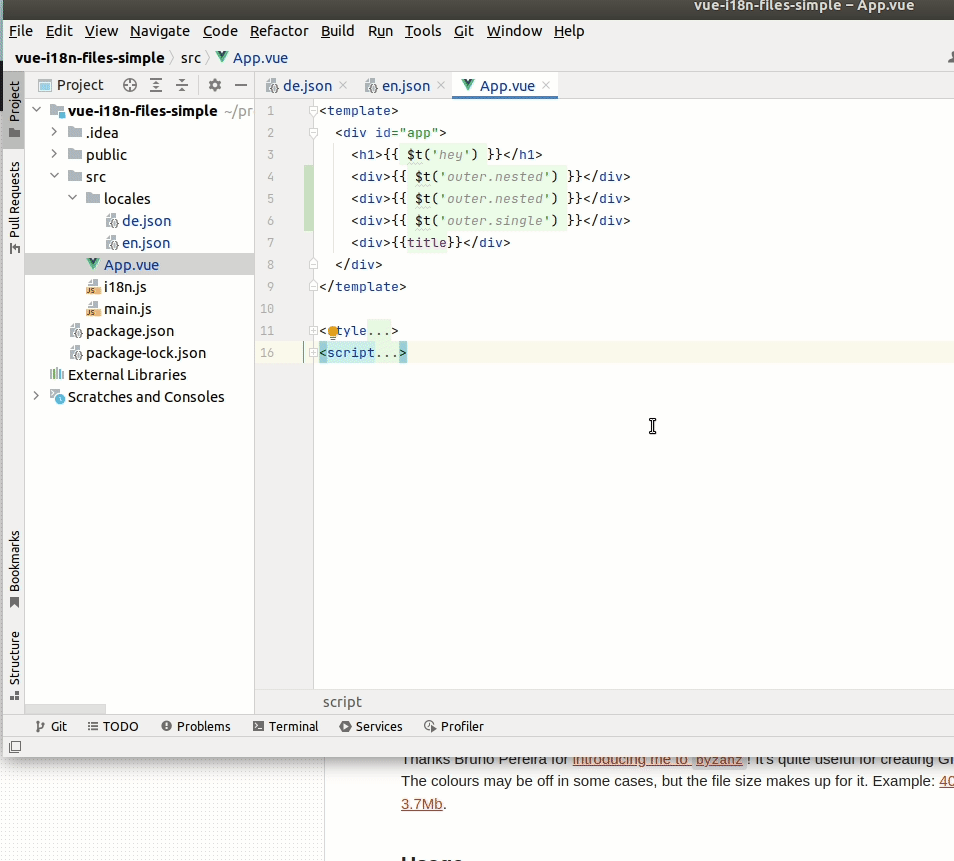 vue-i18n-files-simple – App.vue
File Edit View Navigate Code Refactor Build Run Tools Git Window Help
vue-i18n-files-simple src App.vue
Project
Pull Requests
Bookmarks
Structure
Project
vue-i18n-files-simple ~/pr
.idea
public
src
locales
de.json
en.json
App.vue
i18n.js
main.js
package.json
package-lock.json
External Libraries
Scratches and Consoles
de.json en.json App.vue
1 <template>
2 <div id="app">
3 <h1>{{ $t('hey') }}</h1>
4 <div>{{ $t('outer.nested') }}</div>
5 <div>{{ $t('outer.nested') }}</div>
6 <div>{{ $t('outer.single') }}</div>
7 <div>{{title}}</div>
8 </div>
9 </template>
10
11 <style...>
16 <script...>
script
Git TODO Problems Terminal Services Profiler
Thanks Bruno Pereira for introducing me to byzanz! It's quite useful for creating
The colours may be off in some cases, but the file size makes up for it. Example: 40
3.7Mb.
Usage